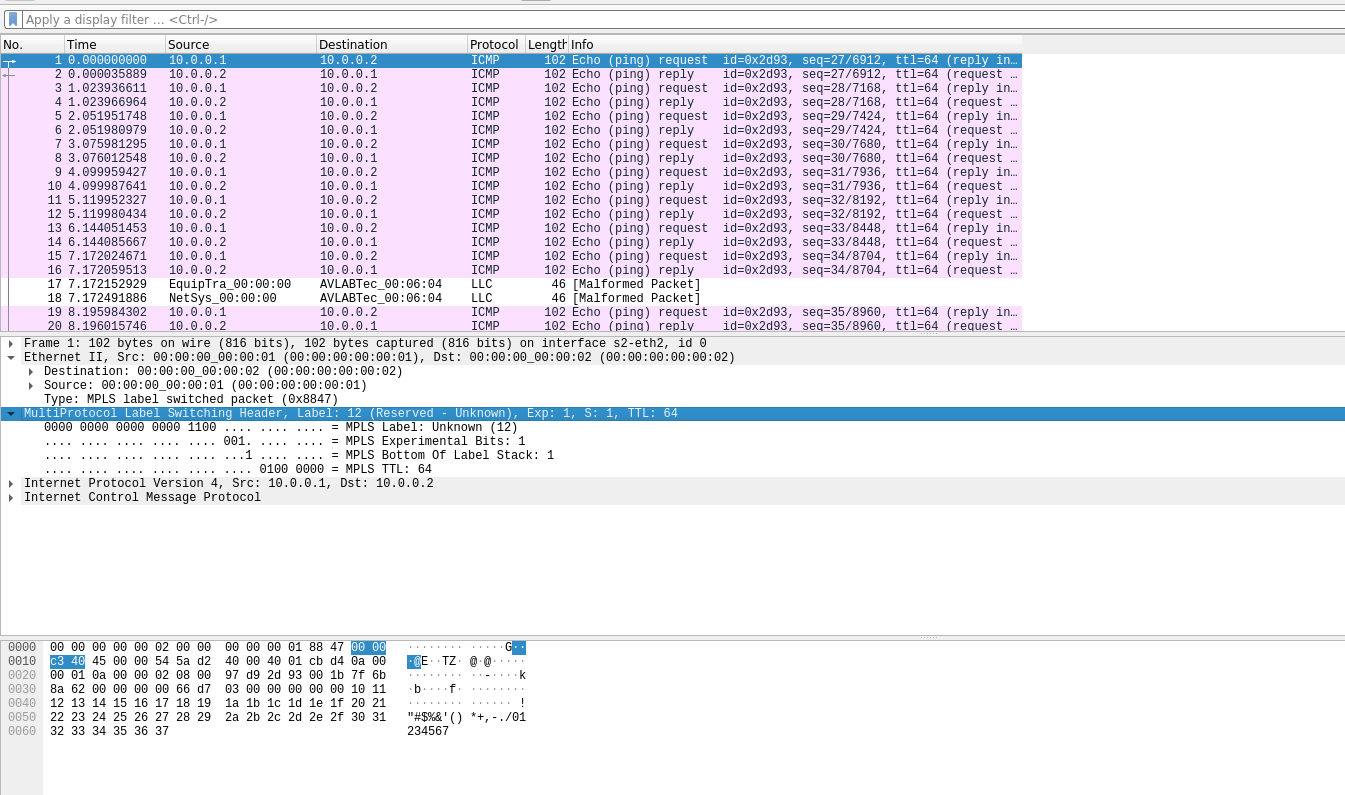 Apply a display filter … <Ctrl-/>
No. Time Source Destination Protocol Length Info
1 0.000000000 10.0.0.1 10.0.0.2 ICMP 102 Echo (ping) request id=0x2d93, seq=27/6912, ttl=64 (reply in…
2 0.000035889 10.0.0.2 10.0.0.1 ICMP 102 Echo (ping) reply id=0x2d93, seq=27/6912, ttl=64 (request …
3 1.023936611 10.0.0.1 10.0.0.2 ICMP 102 Echo (ping) request id=0x2d93, seq=28/7168, ttl=64 (reply in…
4 1.023966964 10.0.0.2 10.0.0.1 ICMP 102 Echo (ping) reply id=0x2d93, seq=28/7168, ttl=64 (request …
5 2.051951748 10.0.0.1 10.0.0.2 ICMP 102 Echo (ping) request id=0x2d93, seq=29/7424, ttl=64 (reply in…
6 2.051980979 10.0.0.2 10.0.0.1 ICMP 102 Echo (ping) reply id=0x2d93, seq=29/7424, ttl=64 (request …
7 3.075981295 10.0.0.1 10.0.0.2 ICMP 102 Echo (ping) request id=0x2d93, seq=30/7680, ttl=64 (reply in…
8 3.076012548 10.0.0.2 10.0.0.1 ICMP 102 Echo (ping) reply id=0x2d93, seq=30/7680, ttl=64 (request …
9 4.099959427 10.0.0.1 10.0.0.2 ICMP 102 Echo (ping) request id=0x2d93, seq=31/7936, ttl=64 (reply in…
10 4.099987641 10.0.0.2 10.0.0.1 ICMP 102 Echo (ping) reply id=0x2d93, seq=31/7936, ttl=64 (request …
11 5.119952327 10.0.0.1 10.0.0.2 ICMP 102 Echo (ping) request id=0x2d93, seq=32/8192, ttl=64 (reply in…
12 5.119980434 10.0.0.2 10.0.0.1 ICMP 102 Echo (ping) reply id=0x2d93, seq=32/8192, ttl=64 (request …
13 6.144051453 10.0.0.1 10.0.0.2 ICMP 102 Echo (ping) request id=0x2d93, seq=33/8448, ttl=64 (reply in…
14 6.144085667 10.0.0.2 10.0.0.1 ICMP 102 Echo (ping) reply id=0x2d93, seq=33/8448, ttl=64 (request …
15 7.172024671 10.0.0.1 10.0.0.2 ICMP 102 Echo (ping) request id=0x2d93, seq=34/8704, ttl=64 (reply in…
16 7.172059513 10.0.0.2 10.0.0.1 ICMP 102 Echo (ping) reply id=0x2d93, seq=34/8704, ttl=64 (request …
17 7.172152929 EquipTra_00:00:00 AVLABTec_00:06:04 LLC 46 [Malformed Packet]
18 7.172491886 NetSys_00:00:00 AVLABTec_00:06:04 LLC 46 [Malformed Packet]
19 8.195984302 10.0.0.1 10.0.0.2 ICMP 102 Echo (ping) request id=0x2d93, seq=35/8960, ttl=64 (reply in…
20 8.196015746 10.0.0.2 10.0.0.1 ICMP 102 Echo (ping) reply id=0x2d93, seq=35/8960, ttl=64 (request …
Frame 1: 102 bytes on wire (816 bits), 102 bytes captured (816 bits) on interface s2-eth2, id 0
Ethernet II, Src: 00:00:00_00:00:01 (00:00:00:00:00:01), Dst: 00:00:00_00:00:02 (00:00:00:00:00:02)
Destination: 00:00:00_00:00:02 (00:00:00:00:00:02)
Source: 00:00:00_00:00:01 (00:00:00:00:00:01)
Type: MPLS label switched packet (0x8847)
MultiProtocol Label Switching Header, Label: 12 (Reserved - Unknown), Exp: 1, S: 1, TTL: 64
0000 0000 0000 0000 1100 .... .... .... = MPLS Label: Unknown (12)
.... .... .... .... .... 001. .... .... = MPLS Experimental Bits: 1
.... .... .... .... .... ...1 .... .... = MPLS Bottom Of Label Stack: 1
.... .... .... .... .... .... 0100 0000 = MPLS TTL: 64
Internet Protocol Version 4, Src: 10.0.0.1, Dst: 10.0.0.2
Internet Control Message Protocol
0000 00 00 00 00 00 02 00 00 00 00 00 01 88 47 00 00 ········ ·····G··
0010 c3 40 45 00 00 54 5a d2 40 00 40 01 cb d4 0a 00 ·@E··TZ· @·@·····
0020 00 01 0a 00 00 02 08 00 97 d9 2d 93 00 1b 7f 6b ········ ··-····k
0030 8a 62 00 00 00 00 66 d7 03 00 00 00 00 00 10 11 ·b····f· ········
0040 12 13 14 15 16 17 18 19 1a 1b 1c 1d 1e 1f 20 21 ········ ······ !
0050 22 23 24 25 26 27 28 29 2a 2b 2c 2d 2e 2f 30 31 "#$%&'() *+,-./01
0060 32 33 34 35 36 37 234567